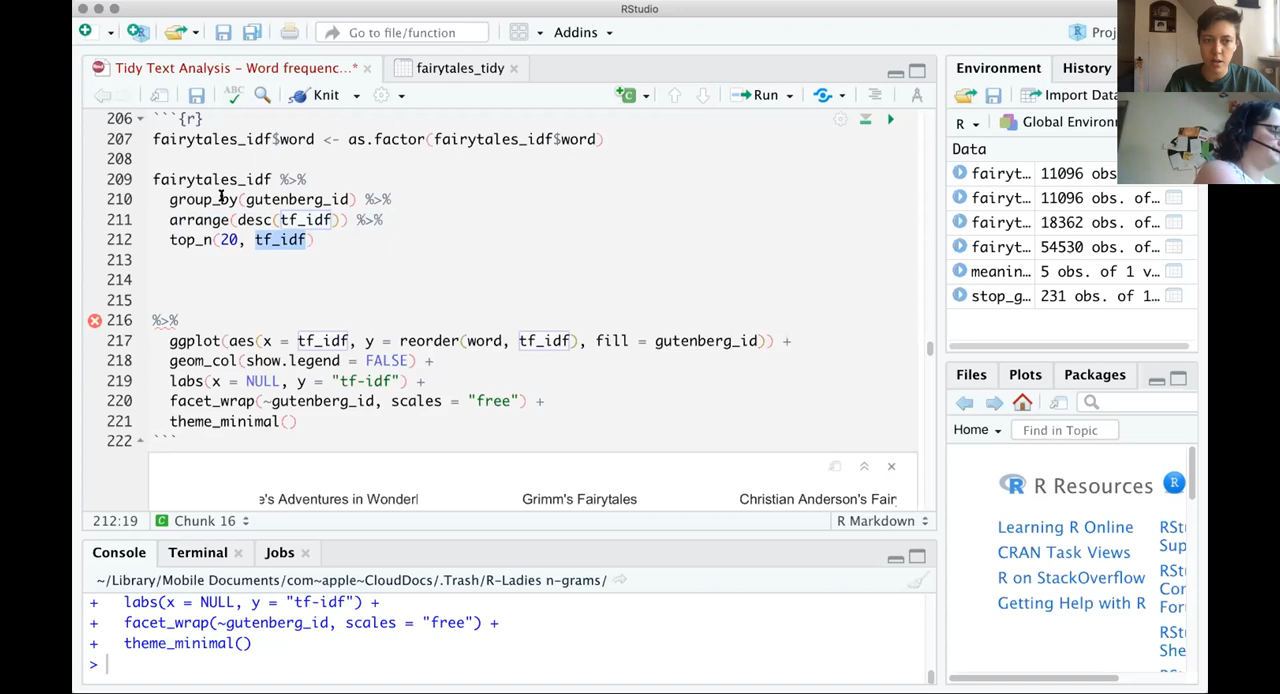 RStudio
Go to file/function
Addins
Proj
Tidy Text Analysis - Word frequenc...*
fairytales_tidy
ABC
Knit
Run
206 ```{r}
207 fairytales_idf$word <- as.factor(fairytales_idf$word)
208
209 fairytales_idf %>%
210 group_by(gutenberg_id) %>%
211 arrange(desc(tf_idf)) %>%
212 top_n(20, tf_idf)
213
214
215
216 %>%
217 ggplot(aes(x = tf_idf, y = reorder(word, tf_idf), fill = gutenberg_id)) +
218 geom_col(show.legend = FALSE) +
219 labs(x = NULL, y = "tf-idf") +
220 facet_wrap(~gutenberg_id, scales = "free") +
221 theme_minimal()
222 ```
e's Adventures in Wonderl
Grimm's Fairytales
Christian Anderson's Fair
212:19
C Chunk 16
R Markdown
Console
Terminal
Jobs
~/Library/Mobile Documents/com~apple~CloudDocs/.Trash/R-Ladies n-grams/
+ labs(x = NULL, y = "tf-idf") +
+ facet_wrap(~gutenberg_id, scales = "free") +
+ theme_minimal()
>
Environment
History
Import Data
R
Global Environm
Data
fairyt... 11096 obs
fairyt... 11096 obs. of...
fairyt... 18362 obs. of...
fairyt... 54530 obs. of...
meanin... 5 obs. of 1 v...
stop_g... 231 obs. of 1...
Files
Plots
Packages
Home
Find in Topic
R Resources
R
Learning R Online
CRAN Task Views
R on StackOverflow
Getting Help with R
RStu
Supp
RStu
She